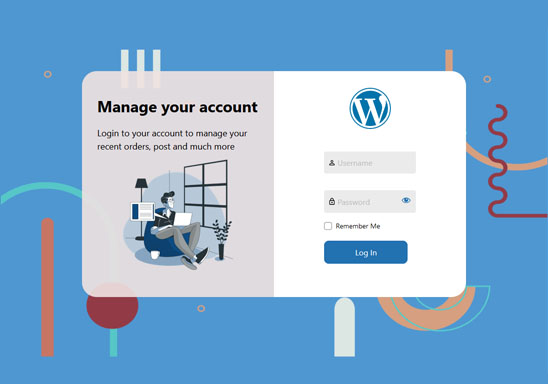 Manage your account
Login to your account to manage your
recent orders, post and much more
Username
Password
Remember Me
Log In